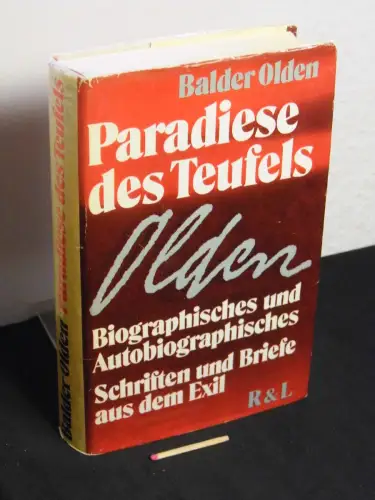 Balder Olden
Paradiese
des Teufels
Olden
Biographisches und
Autobiographisches
Schriften und Briefe
aus dem Exil
R & L
Balder Olden Paradiese des Teufels